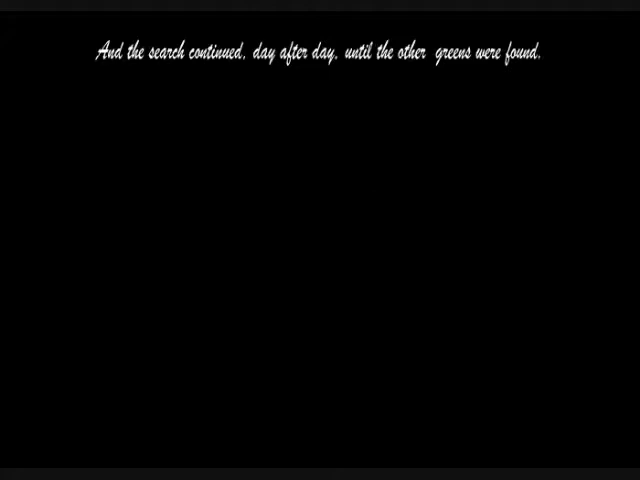 And the search continued, day after day, until the other greens were found.